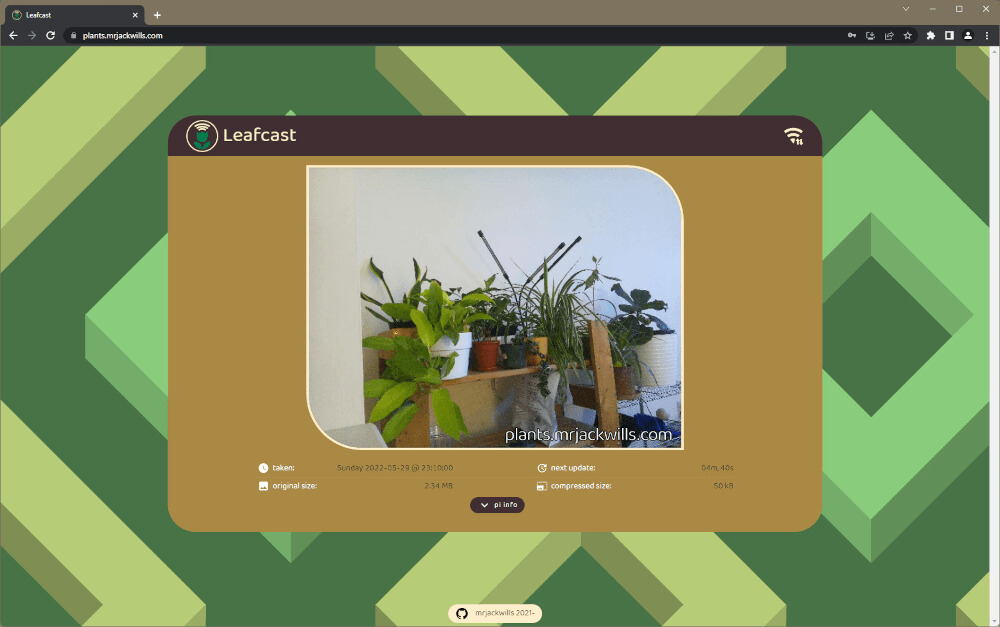 Leafcast
plants.mrjackwills.com
Leafcast
plants.mrjackwills.com
taken: Sunday 2022-05-29 @ 23:10:00 next update: 04m, 40s
original size: 2.34 MB compressed size: 50 kB
pi info
mrjackwills 2021-